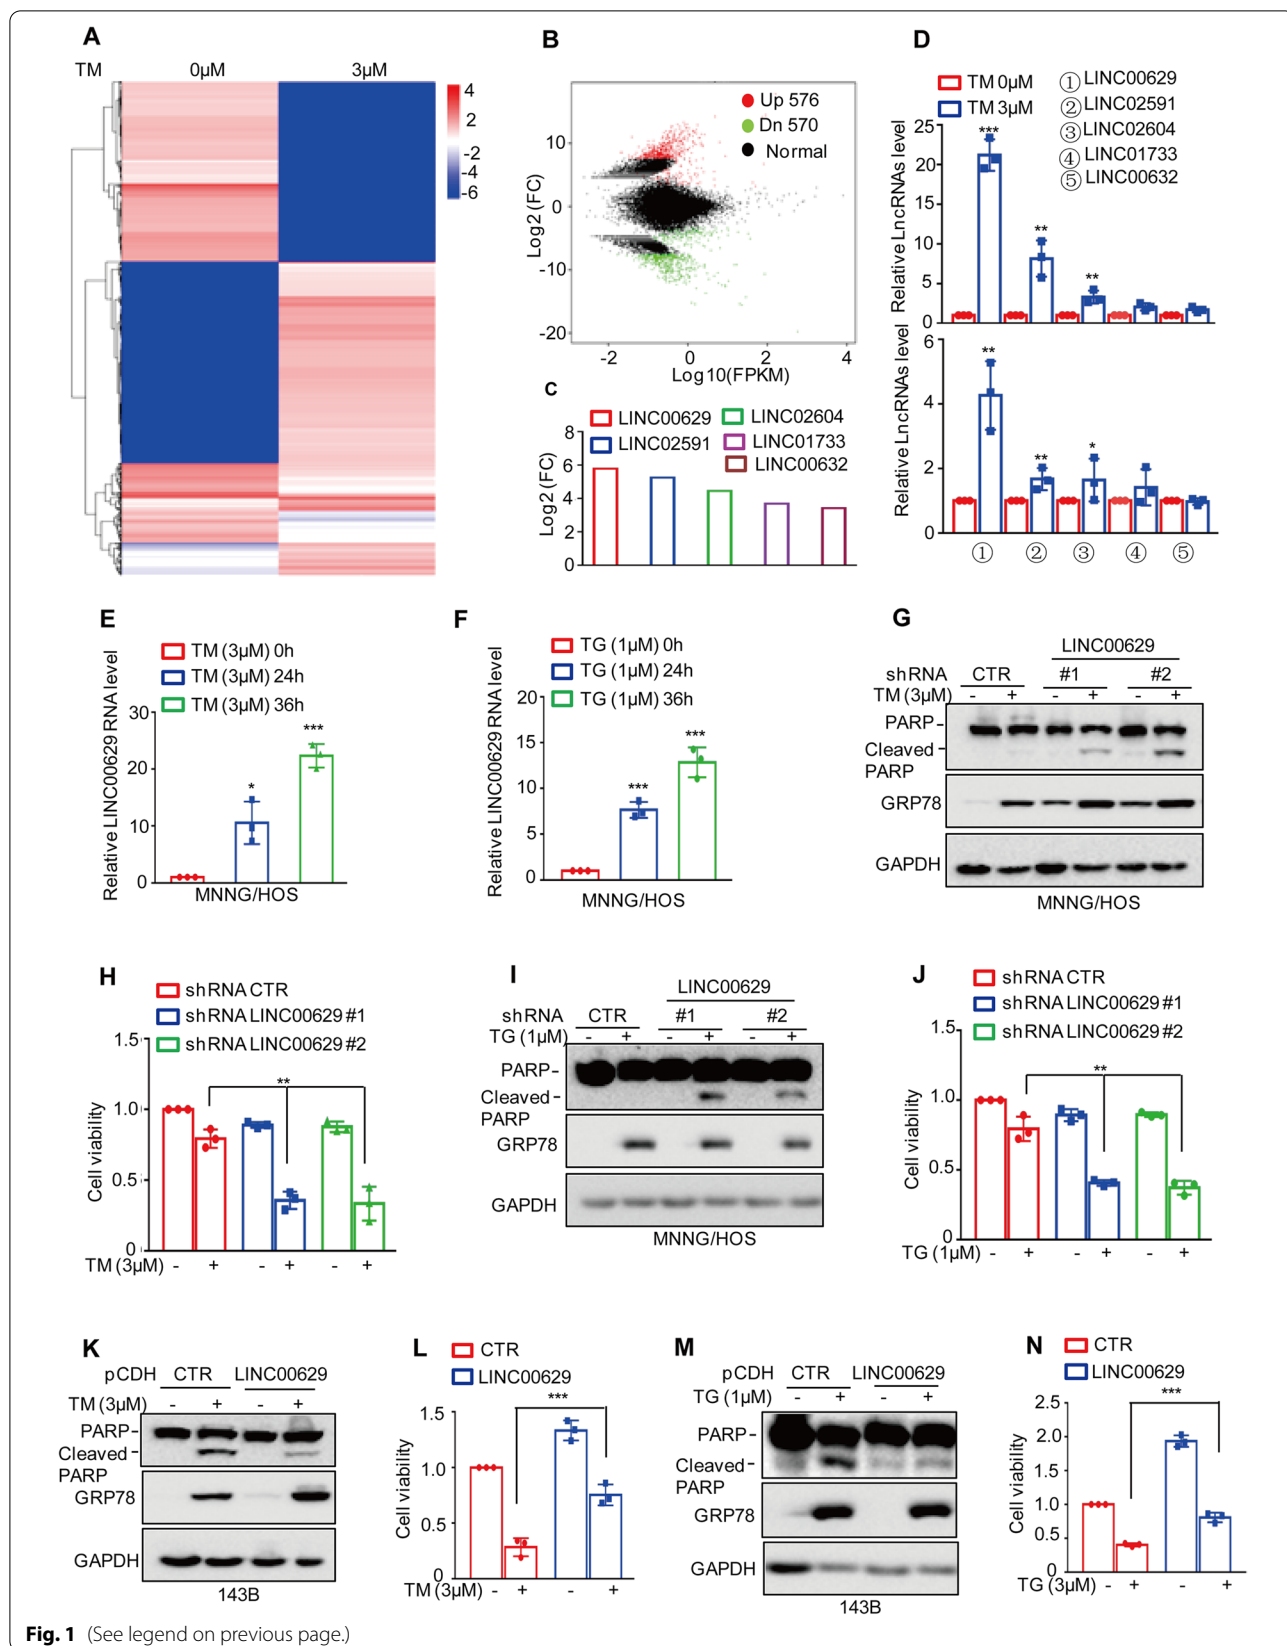 A
TM 0μM 3μM
4
2
-2
-4
-6
B
Up 576
Dn 570
Normal
Log2 (FC)
10
0
-10
-20
-2 0 2 4
Log10(FPKM)
C
LINC00629 LINC02604
LINC02591 LINC01733
LINC00632
Log2 (FC)
8
6
4
2
0
D
TM 0μM
TM 3μM
① LINC00629
② LINC02591
③ LINC02604
④ LINC01733
⑤ LINC00632
Relative LncRNAs level
25
20
15
10
5
0
*** ** **
Relative LncRNAs level
6
4
2
0
** ** *
① ② ③ ④ ⑤
E
TM (3μM) 0h
TM (3μM) 24h
TM (3μM) 36h
Relative LINC00629 RNA level
30
20
10
0
* ***
MNNG/HOS
F
TG (1μM) 0h
TG (1μM) 24h
TG (1μM) 36h
Relative LINC00629 RNA level
20
15
10
5
0
*** ***
MNNG/HOS
G
LINC00629
shRNA CTR #1 #2
TM (3μM) - + - + - +
PARP-
Cleaved -
PARP
GRP78
GAPDH
MNNG/HOS
H
shRNA CTR
shRNA LINC00629 #1
shRNA LINC00629 #2
Cell viability
1.5
1.0
0.5
0
**
TM (3μM) - + - + - +
I
LINC00629
shRNA CTR #1 #2
TG (1μM) - + - + - +
PARP-
Cleaved -
PARP
GRP78
GAPDH
MNNG/HOS
J
shRNA CTR
shRNA LINC00629 #1
shRNA LINC00629 #2
Cell viability
1.5
1.0
0.5
0
**
TG (1μM) - + - + - +
K
pCDH CTR LINC00629
TM (3μM) - + - +
PARP-
Cleaved -
PARP
GRP78
GAPDH
143B
L
CTR
LINC00629
Cell viability
1.5
1.0
0.5
0
***
TM (3μM) - + - +
M
pCDH CTR LINC00629
TG (1μM) - + - +
PARP-
Cleaved -
PARP
GRP78
GAPDH
143B
N
CTR
LINC00629
Cell viability
2.5
2.0
1.0
0.5
0
***
TG (3μM) - + - +
Fig. 1 (See legend on previous page.)